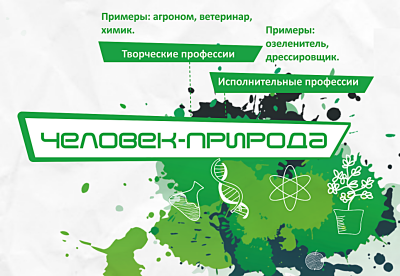 Примеры: агроном, ветеринар,
химик.
Творческие профессии
Примеры:
озеленитель,
дрессировщик.
Исполнительные профессии
ЧЕЛОВЕК-ПРИРОДА